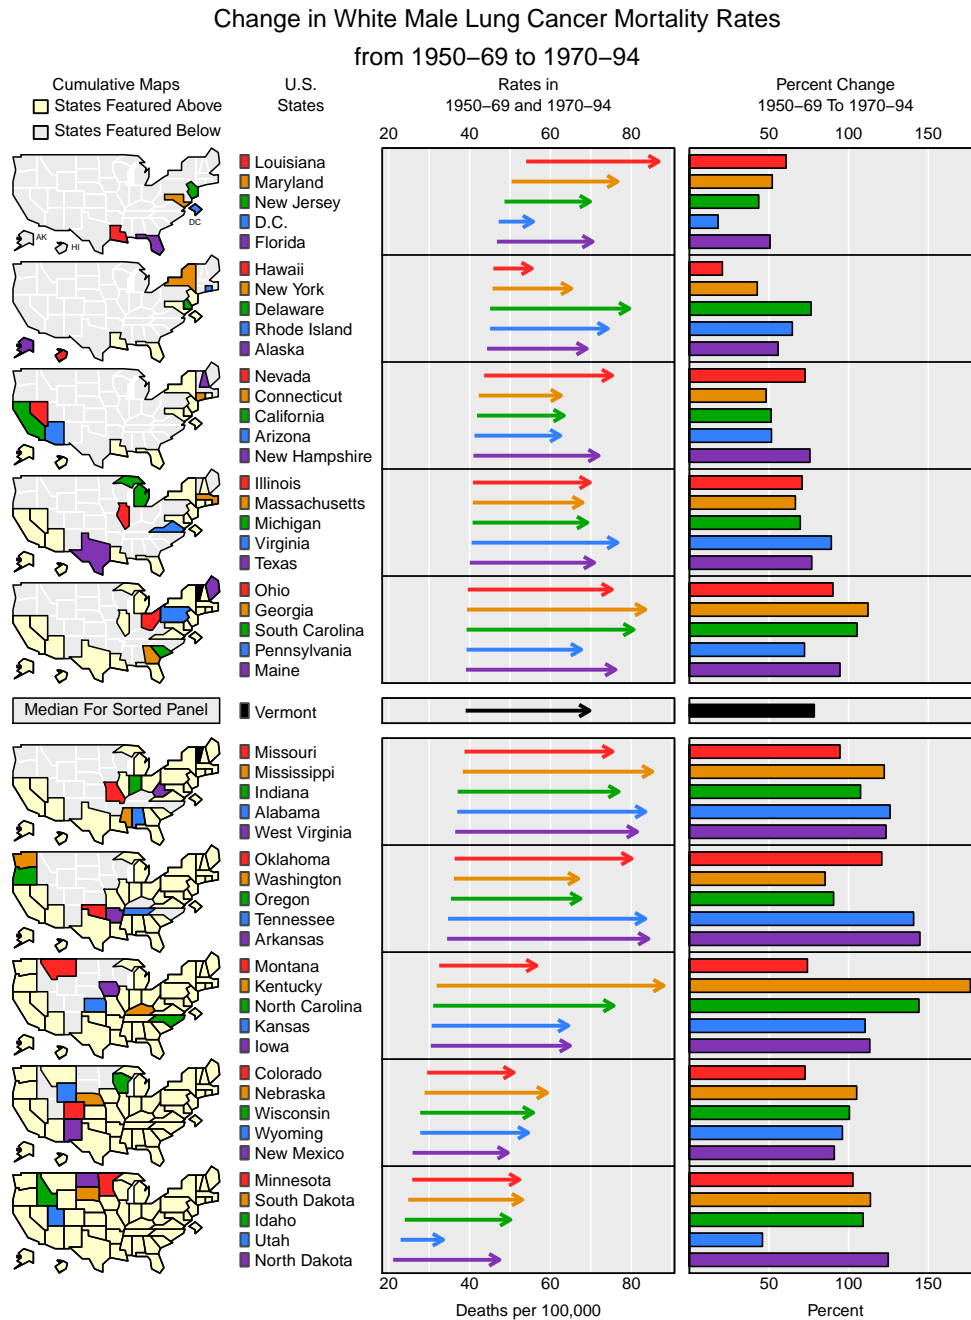 Change in White Male Lung Cancer Mortality Rates
from 1950–69 to 1970–94
Cumulative Maps
States Featured Above
States Featured Below
U.S.
States
Rates in
1950–69 and 1970–94
Percent Change
1950–69 To 1970–94
20 40 60 80
50 100 150
AK
HI
DC
Louisiana
Maryland
New Jersey
D.C.
Florida
Hawaii
New York
Delaware
Rhode Island
Alaska
Nevada
Connecticut
California
Arizona
New Hampshire
Illinois
Massachusetts
Michigan
Virginia
Texas
Ohio
Georgia
South Carolina
Pennsylvania
Maine
Median For Sorted Panel
Vermont
Missouri
Mississippi
Indiana
Alabama
West Virginia
Oklahoma
Washington
Oregon
Tennessee
Arkansas
Montana
Kentucky
North Carolina
Kansas
Iowa
Colorado
Nebraska
Wisconsin
Wyoming
New Mexico
Minnesota
South Dakota
Idaho
Utah
North Dakota
20 40 60 80
50 100 150
Deaths per 100,000
Percent